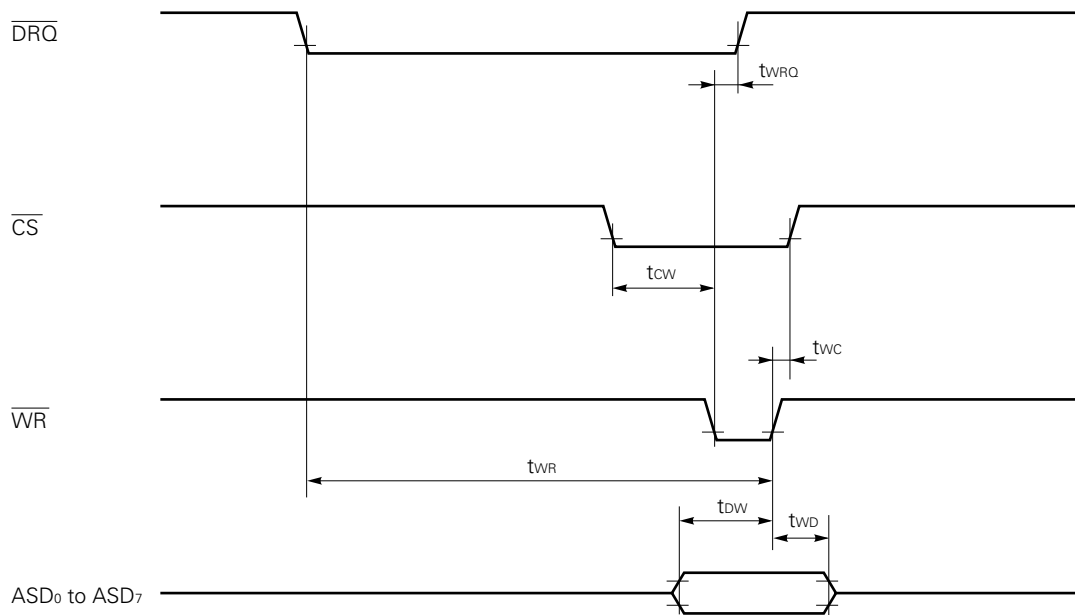 DRQ
tWRQ
CS
tCW
tWC
WR
tWR
tDW
tWD
ASD0 to ASD7